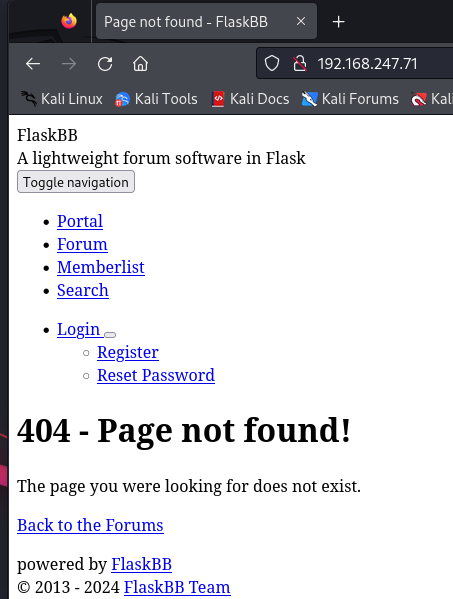 Page not found - FlaskBB
192.168.247.71
Kali Linux Kali Tools Kali Docs Kali Forums Kali
FlaskBB
A lightweight forum software in Flask
Toggle navigation
Portal
Forum
Memberlist
Search
Login
Register
Reset Password
404 - Page not found!
The page you were looking for does not exist.
Back to the Forums
powered by FlaskBB
© 2013 - 2024 FlaskBB Team